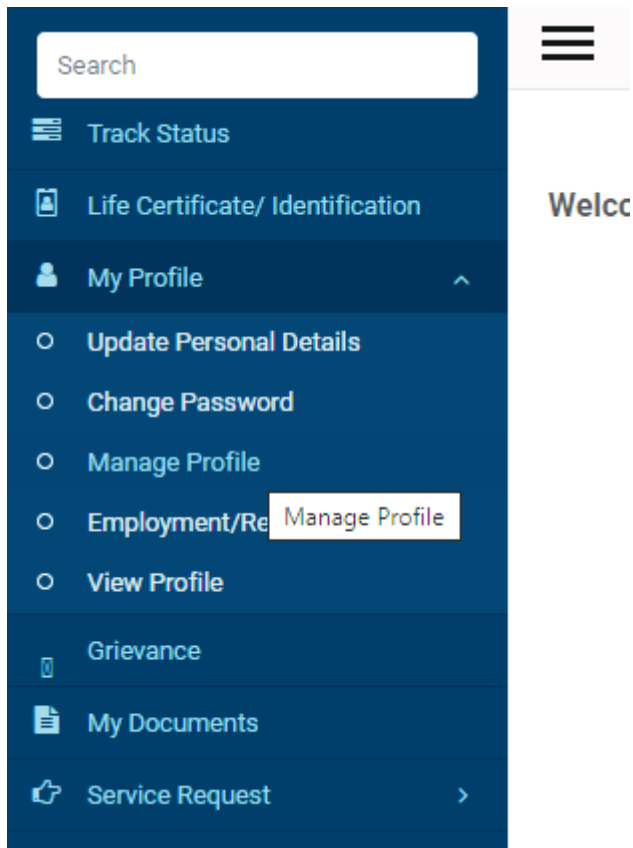 Search
Track Status
Life Certificate/ Identification
Welco
My Profile
Update Personal Details
Change Password
Manage Profile
Employment/Re
Manage Profile
View Profile
Grievance
My Documents
Service Request